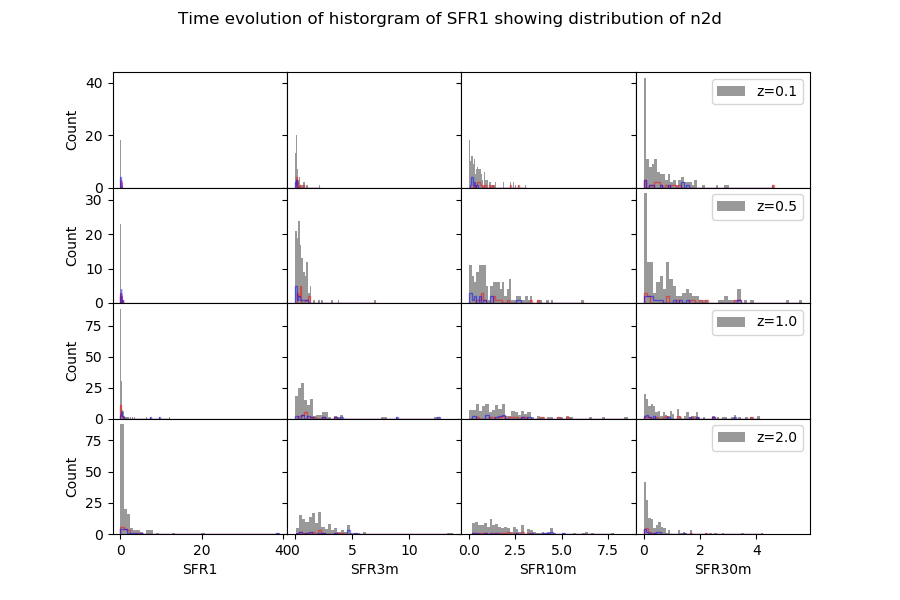 Time evolution of historgram of SFR1 showing distribution of n2d
40
20
0
Count
z=0.1
30
20
10
0
Count
z=0.5
75
50
25
0
Count
z=1.0
75
50
25
0
Count
z=2.0
0 20 40 0 5 10 0.0 2.5 5.0 7.5 0 2 4
SFR1 SFR3m SFR10m SFR30m